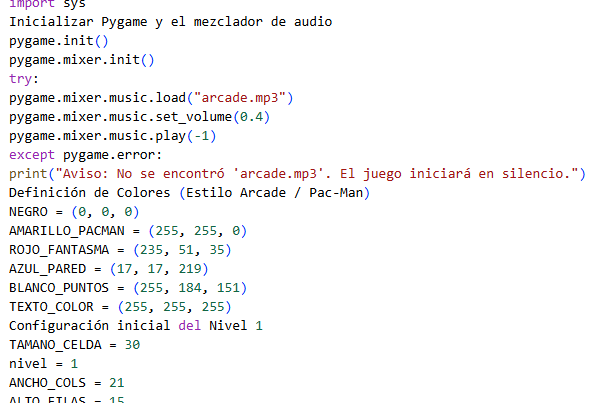 import sys
Inicializar Pygame y el mezclador de audio
pygame.init()
pygame.mixer.init()
try:
pygame.mixer.music.load("arcade.mp3")
pygame.mixer.music.set_volume(0.4)
pygame.mixer.music.play(-1)
except pygame.error:
print("Aviso: No se encontró 'arcade.mp3'. El juego iniciará en silencio.")
Definición de Colores (Estilo Arcade / Pac-Man)
NEGRO = (0, 0, 0)
AMARILLO_PACMAN = (255, 255, 0)
ROJO_FANTASMA = (235, 51, 35)
AZUL_PARED = (17, 17, 219)
BLANCO_PUNTOS = (255, 184, 151)
TEXTO_COLOR = (255, 255, 255)
Configuración inicial del Nivel 1
TAMANO_CELDA = 30
nivel = 1
ANCHO_COLS = 21
ALTO_FILAS = 15